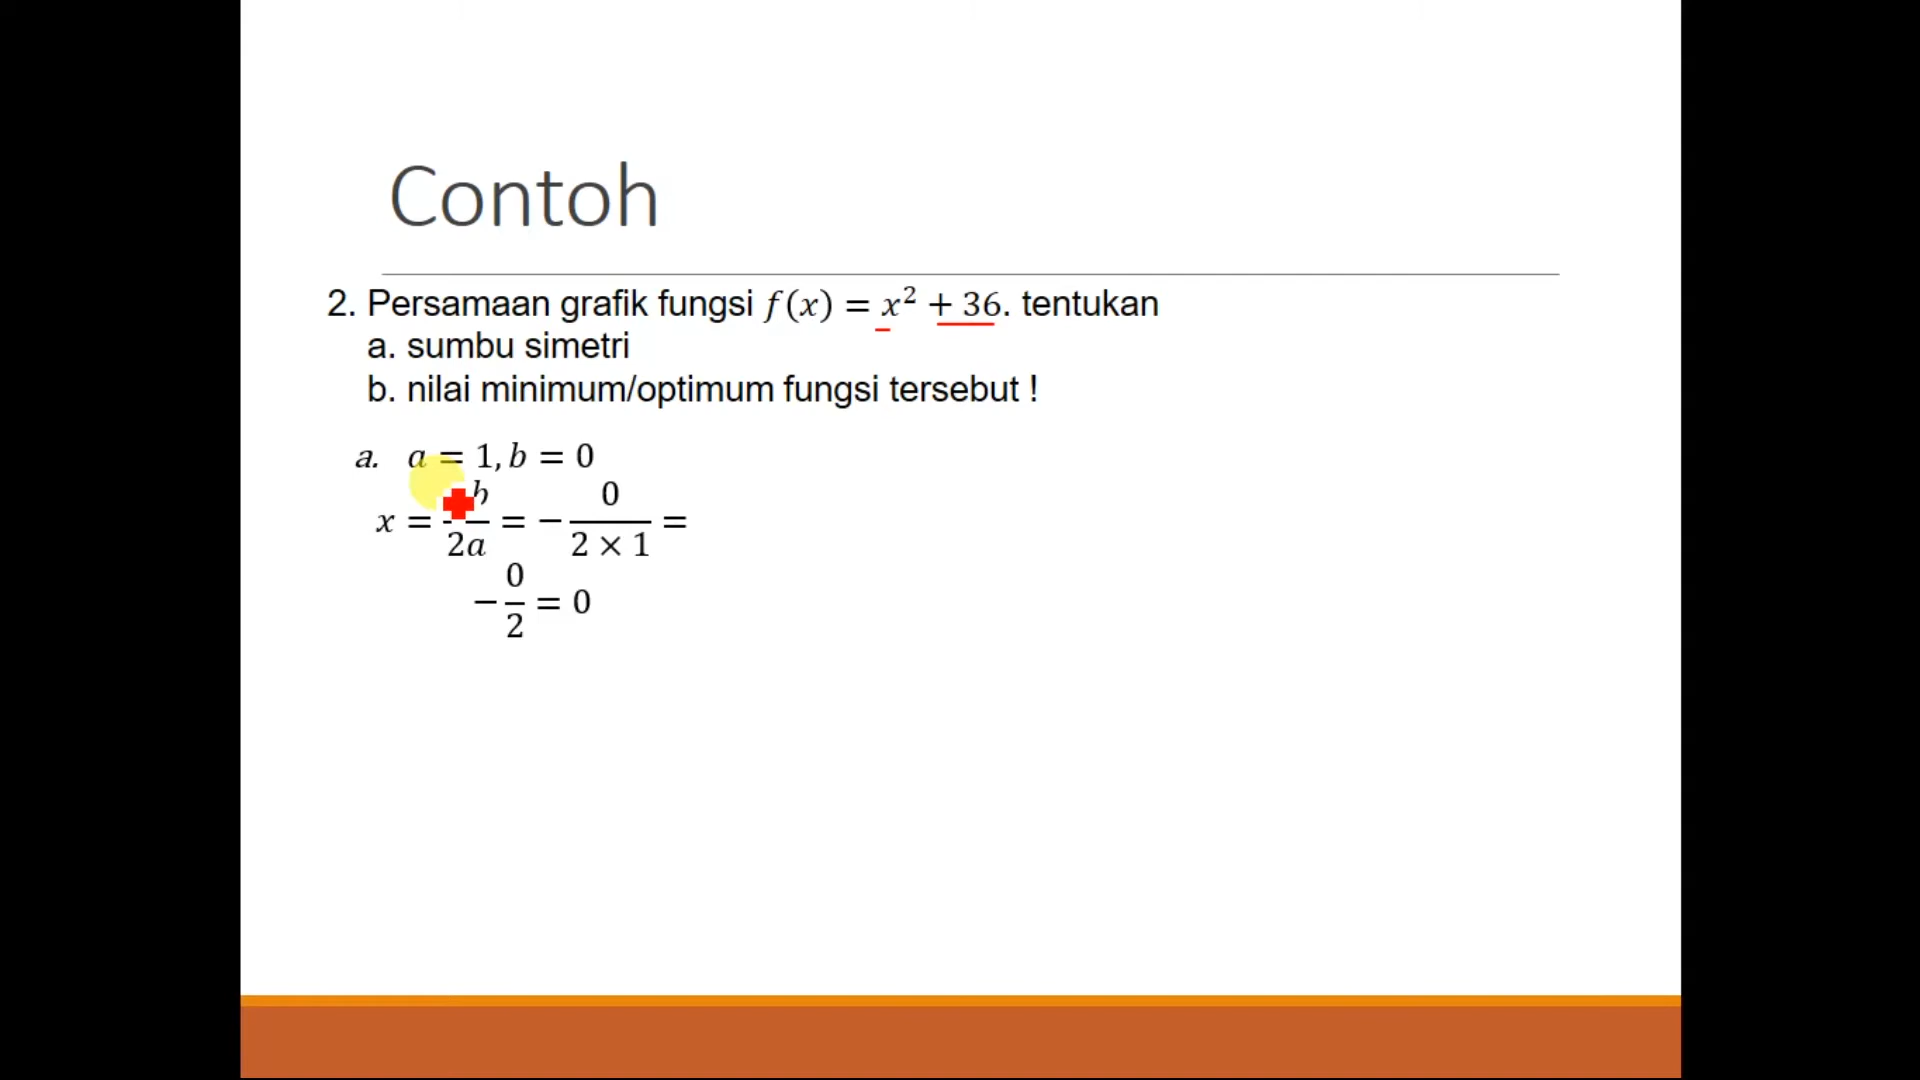 Contoh
2. Persamaan grafik fungsi f(x) = x² + 36. tentukan
a. sumbu simetri
b. nilai minimum/optimum fungsi tersebut !
a. a = 1, b = 0
x = b/2a = −0/(2 × 1) =
−0/2 = 0